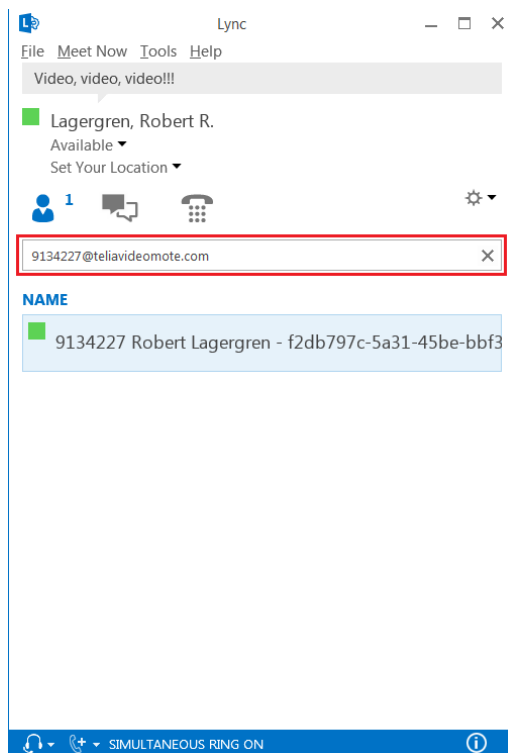 Lync
File Meet Now Tools Help
Video, video, video!!!
Lagergren, Robert R.
Available
Set Your Location
1
9134227@teliavideomote.com
NAME
9134227 Robert Lagergren - f2db797c-5a31-45be-bbf3
SIMULTANEOUS RING ON